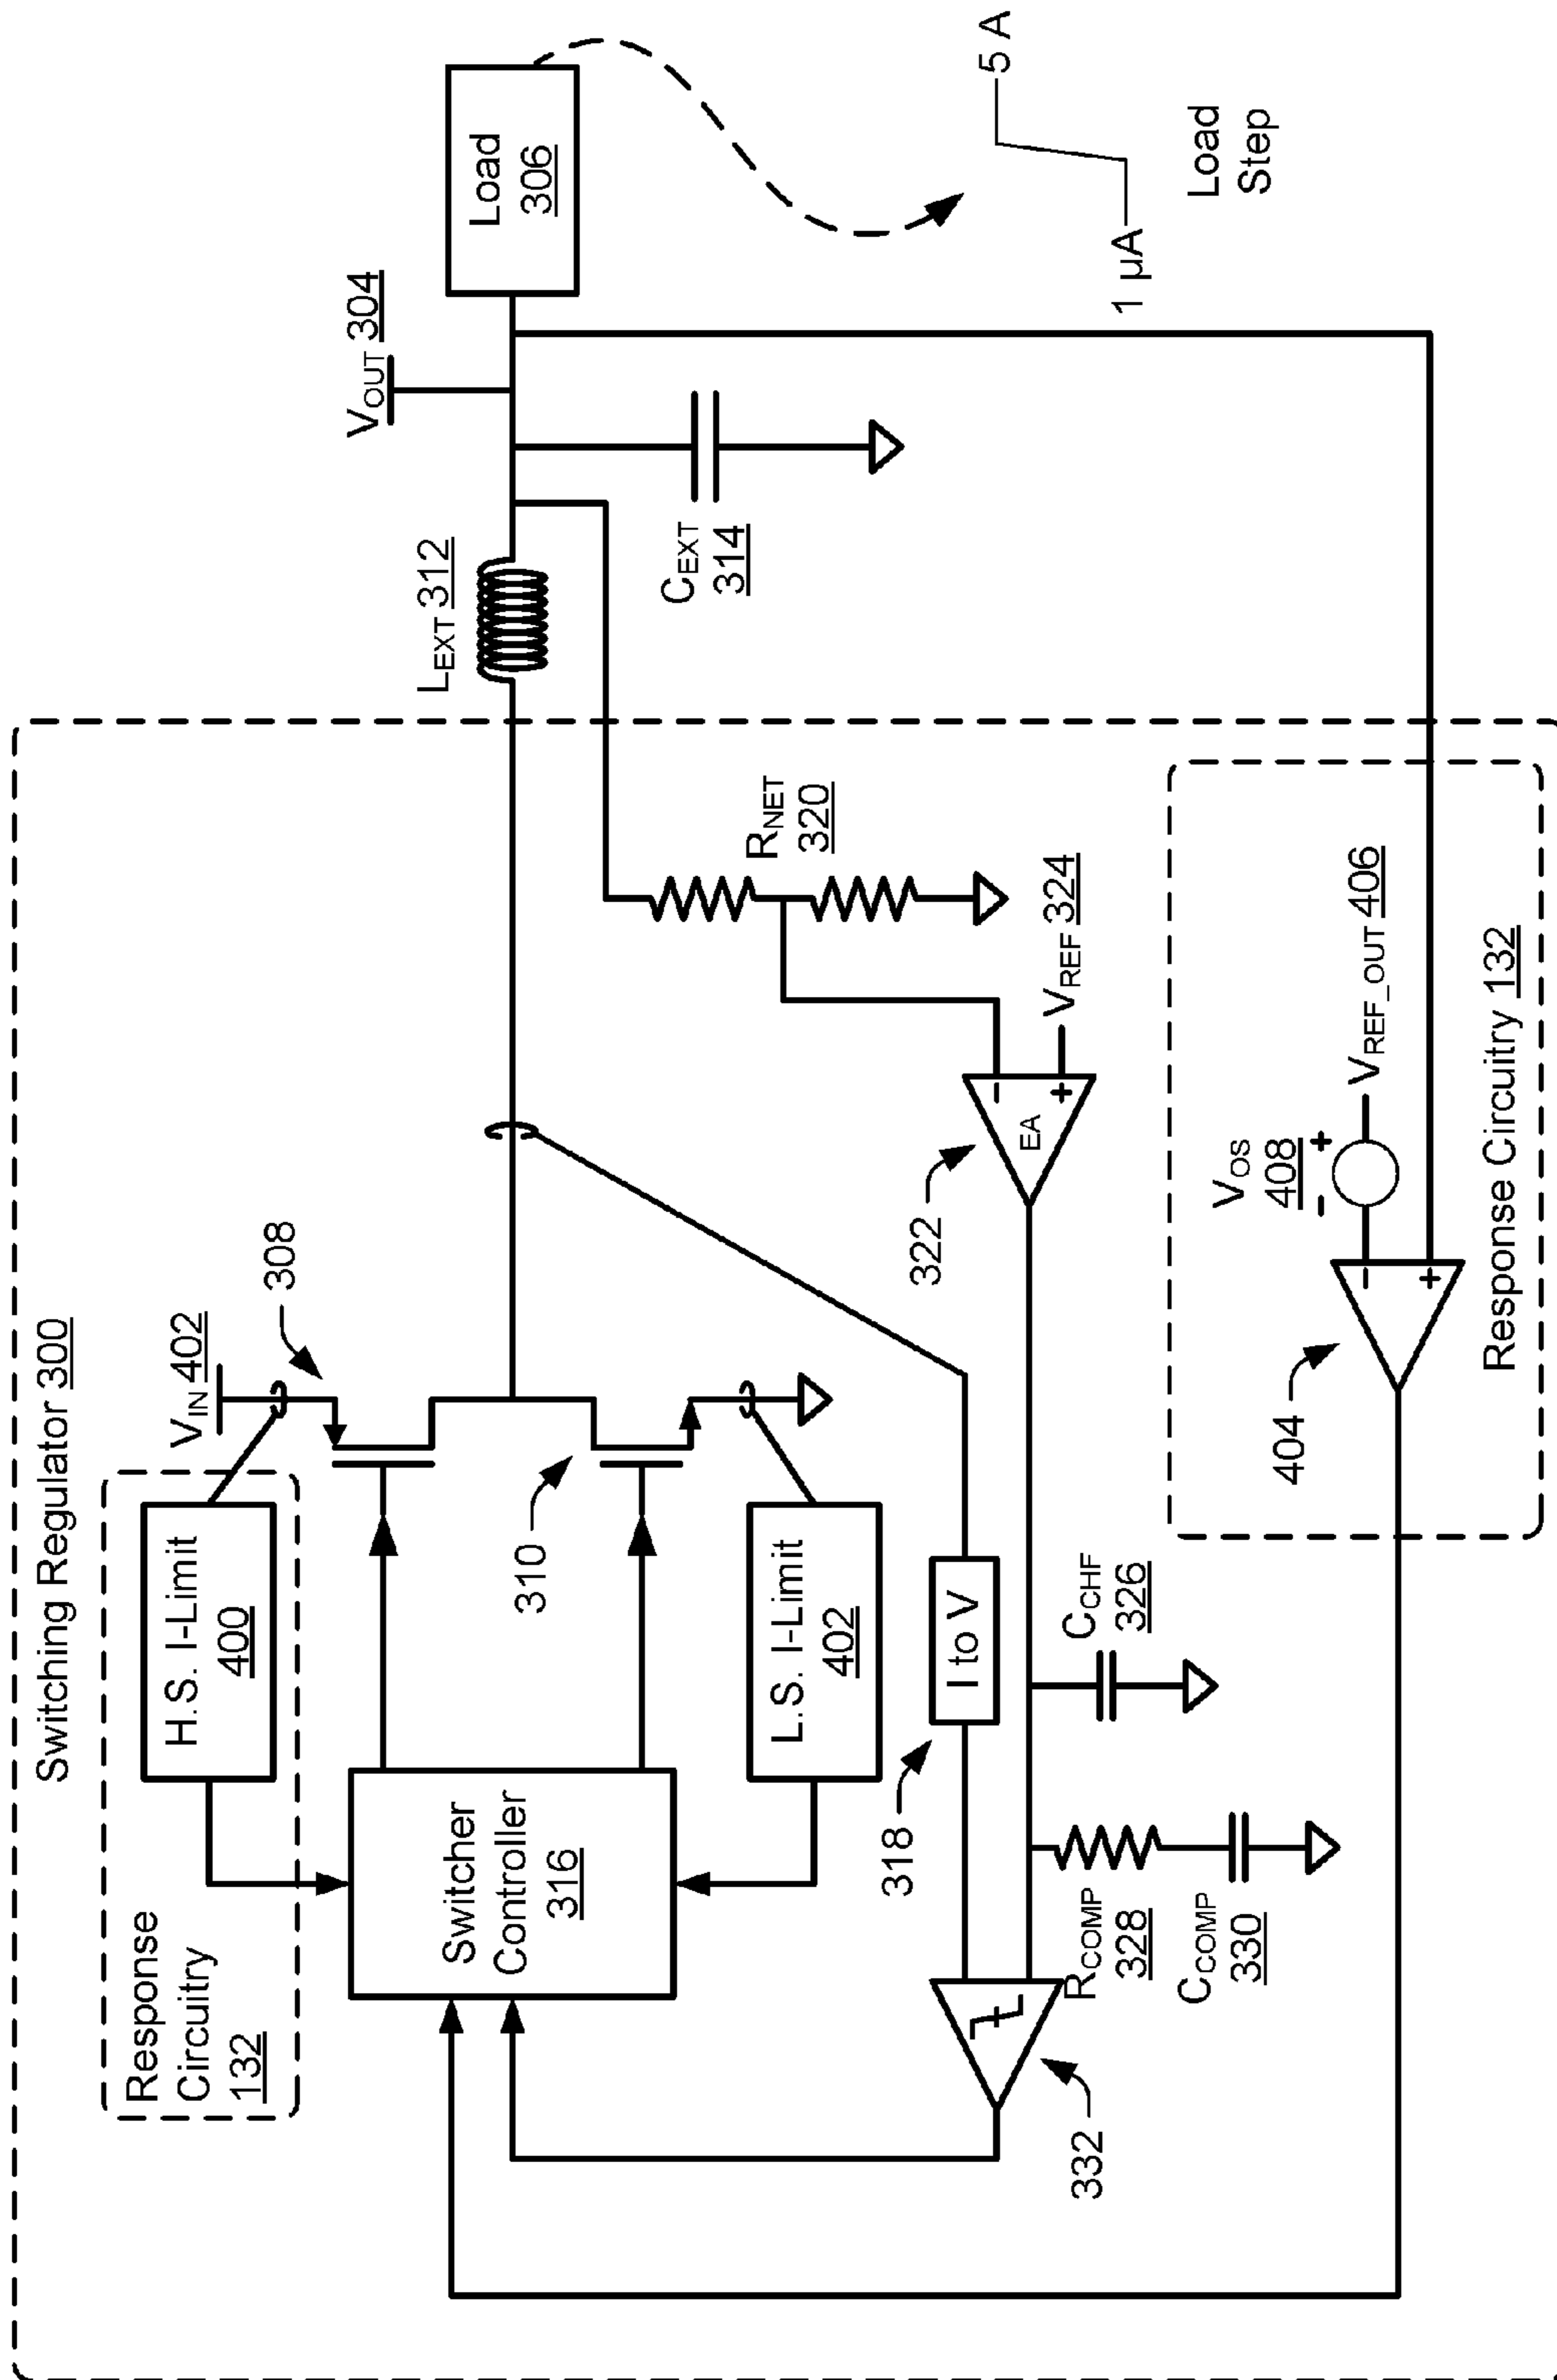 Switching Regulator 300
Response
Circuitry
132
H.S. I-Limit
400
V_IN 402
308
Switcher
Controller
316
310
L.S. I-Limit
402
L_EXT 312
V_OUT 304
Load
306
C_EXT
314
R_NET
320
318
I to V
322
EA
-
+
V_REF 324
332
R_COMP
328
C_COMP
330
C_CHF
326
404
-
+
V_OS
408
-
+
V_REF_OUT 406
Response Circuitry 132
1 µA
5 A
Load
Step